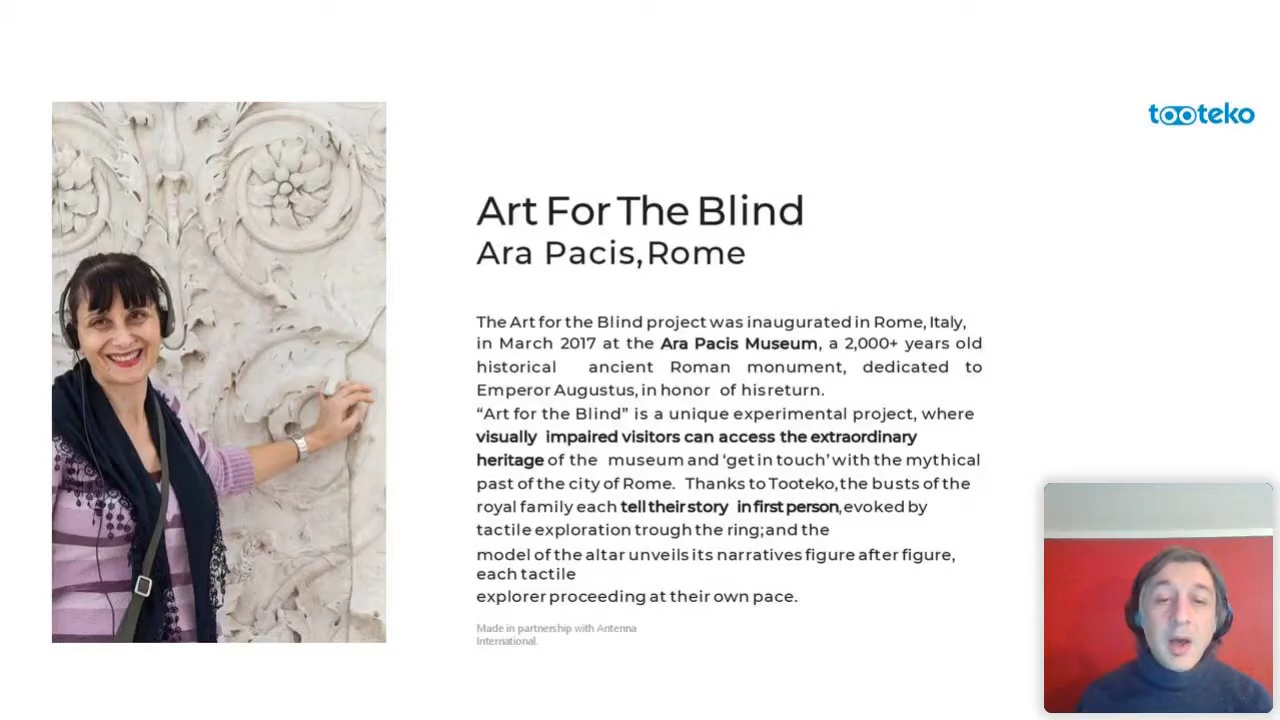 tooteko
Art For The Blind
Ara Pacis, Rome
The Art for the Blind project was inaugurated in Rome, Italy,
in March 2017 at the Ara Pacis Museum, a 2,000+ years old
historical ancient Roman monument, dedicated to
Emperor Augustus, in honor of his return.
“Art for the Blind” is a unique experimental project, where
visually impaired visitors can access the extraordinary
heritage of the museum and ‘get in touch’ with the mythical
past of the city of Rome. Thanks to Tooteko, the busts of the
royal family each tell their story in first person, evoked by
tactile exploration trough the ring; and the
model of the altar unveils its narratives figure after figure,
each tactile
explorer proceeding at their own pace.
Made in partnership with Antenna
International.